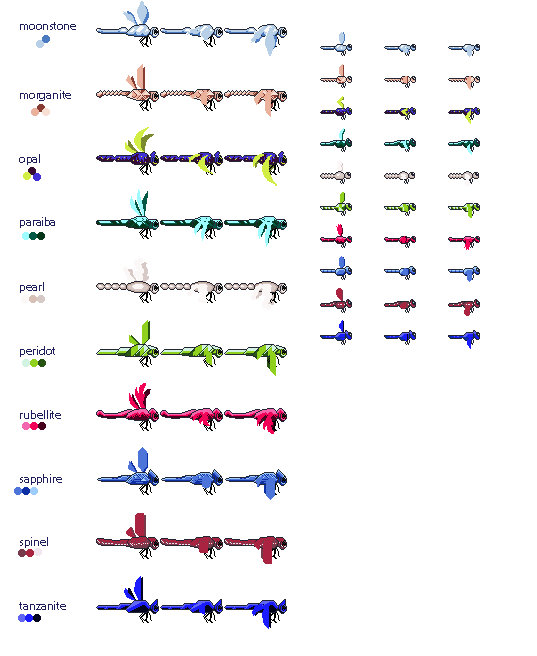 moonstone
morganite
opal
paraiba
pearl
peridot
rubellite
sapphire
spinel
tanzanite